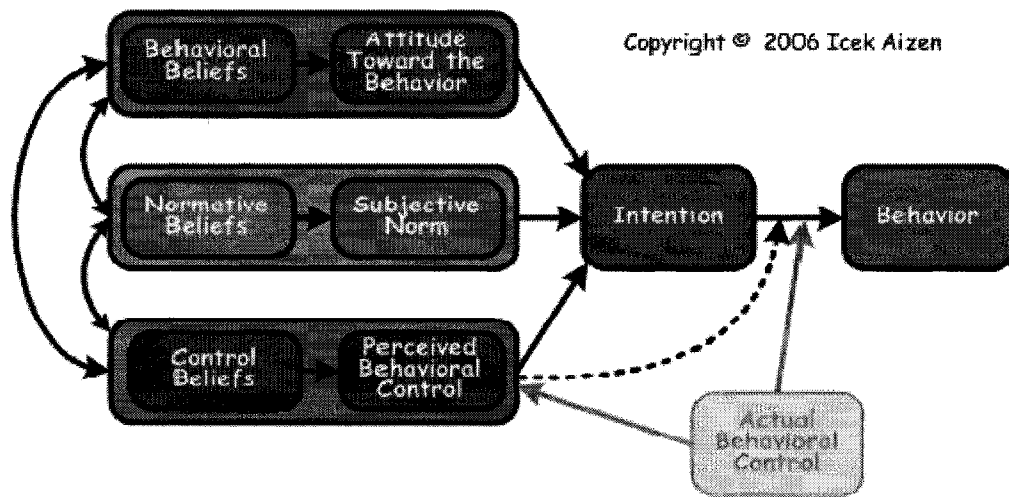 Behavioral
Beliefs
Attitude
Toward the
Behavior
Copyright © 2006 Icek Aizen
Normative
Beliefs
Subjective
Norm
Intention
Behavior
Control
Beliefs
Perceived
Behavioral
Control
Actual
Behavioral
Control